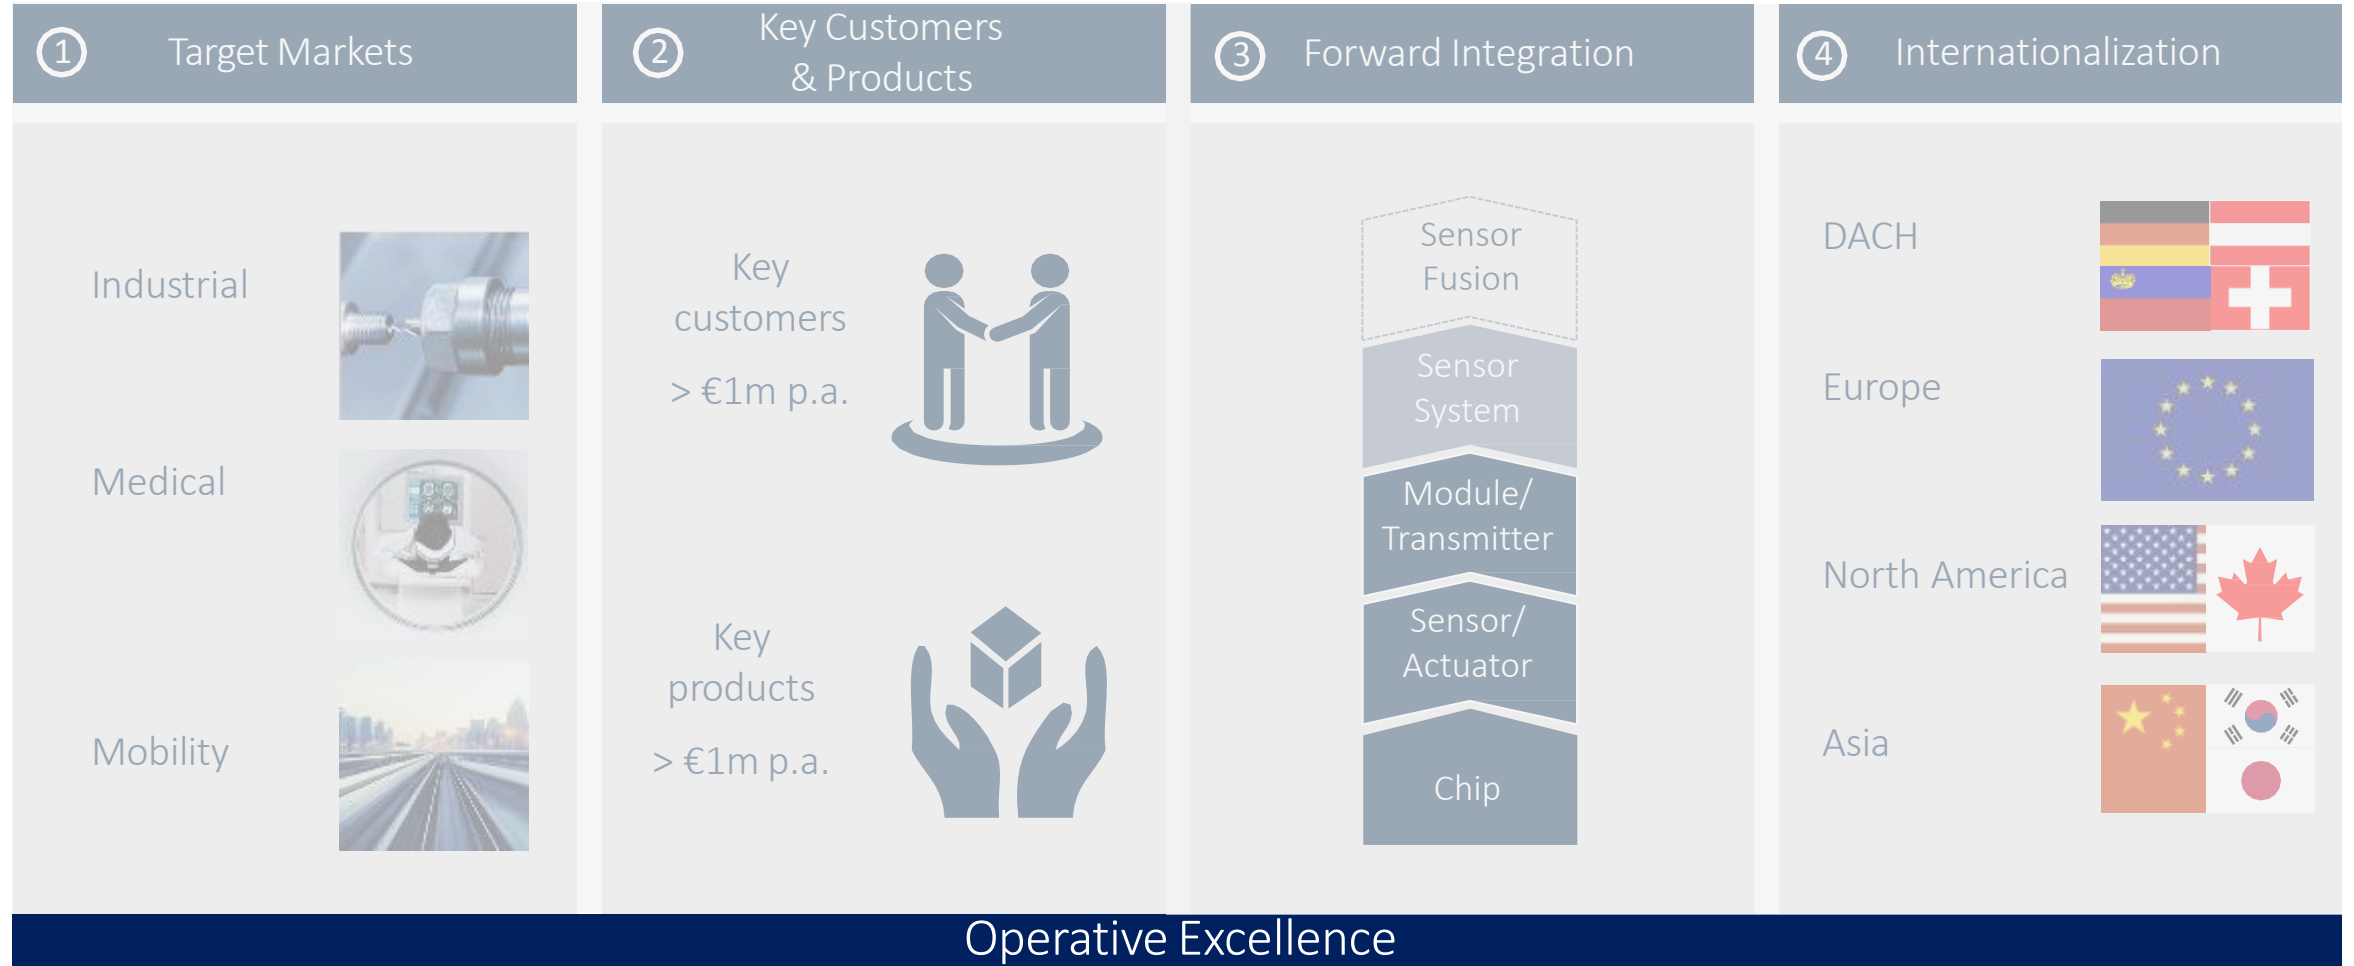 1 Target Markets
Industrial
Medical
Mobility
2 Key Customers
& Products
Key
customers
> €1m p.a.
Key
products
> €1m p.a.
3 Forward Integration
Sensor
Fusion
Sensor
System
Module/
Transmitter
Sensor/
Actuator
Chip
4 Internationalization
DACH
Europe
North America
Asia
Operative Excellence